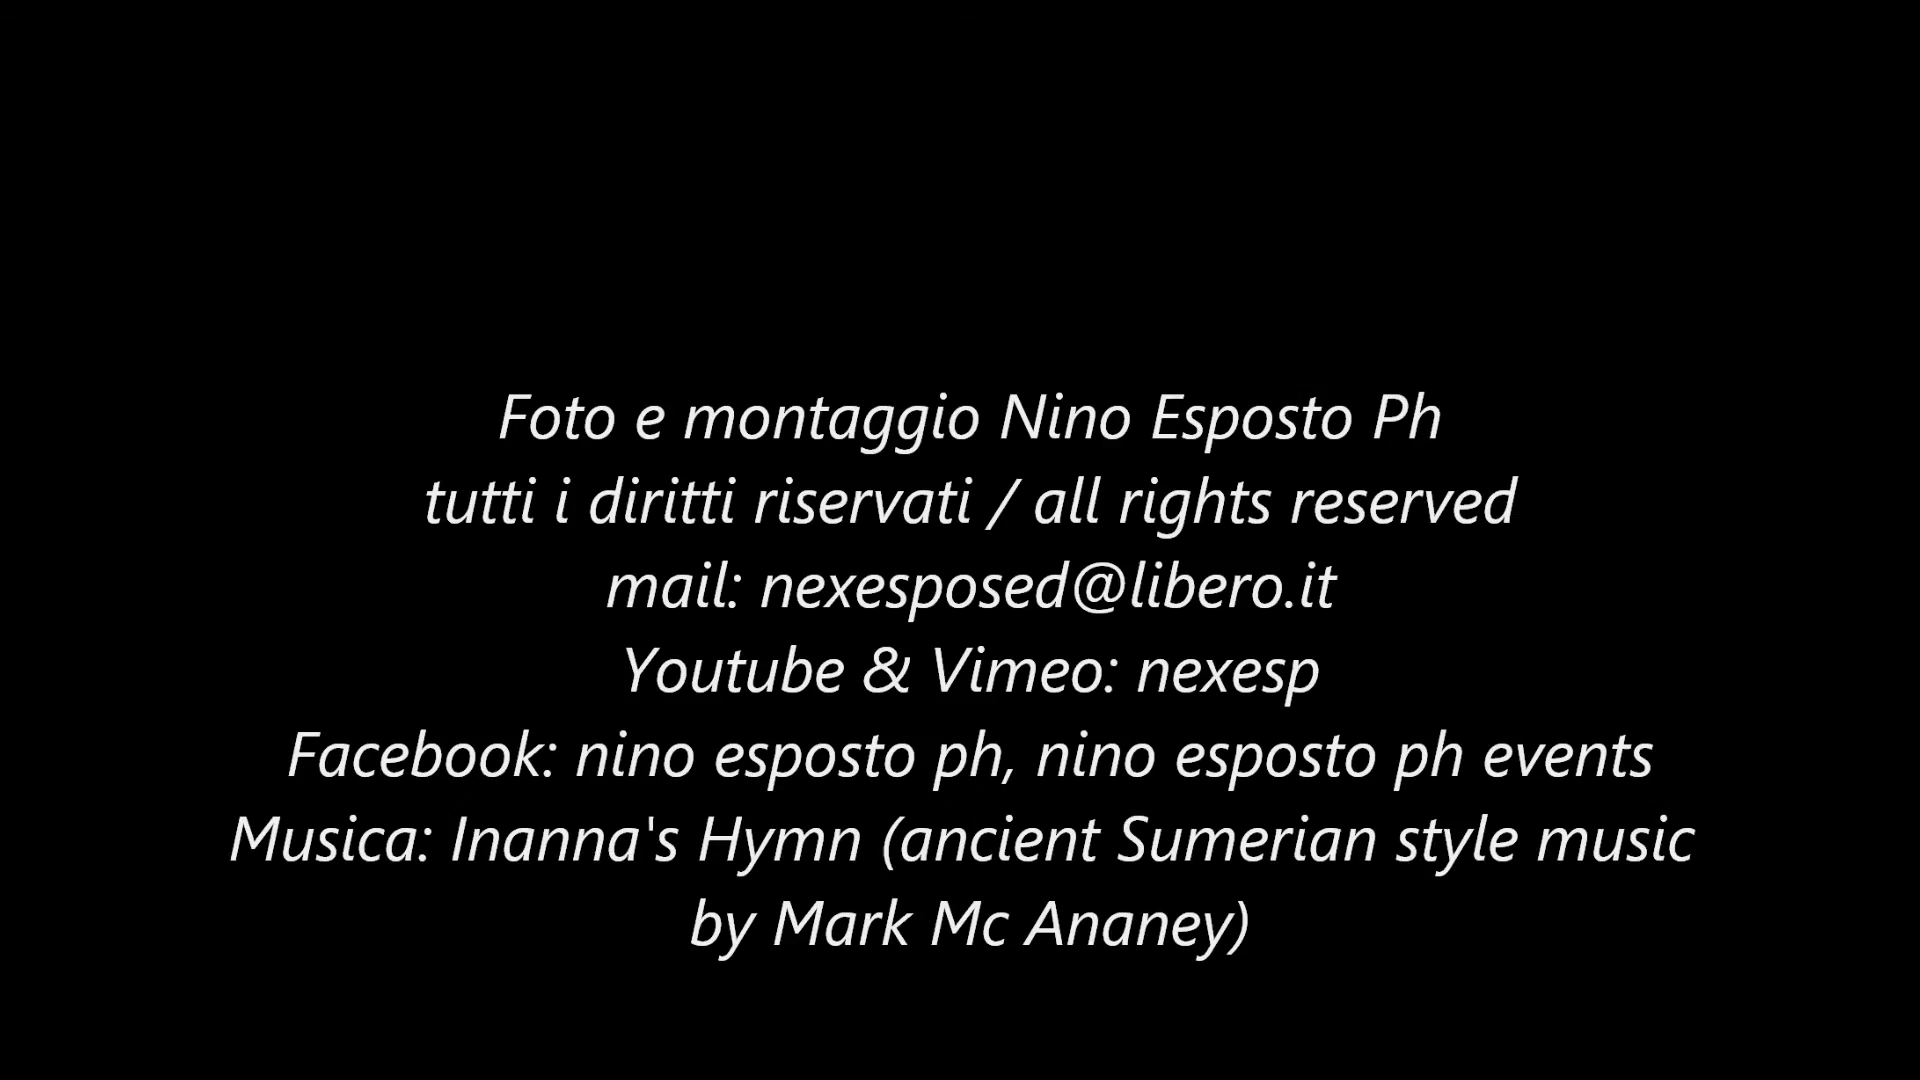 Foto e montaggio Nino Esposto Ph
tutti i diritti riservati / all rights reserved
mail: nexesposed@libero.it
Youtube & Vimeo: nexesp
Facebook: nino esposto ph, nino esposto ph events
Musica: Inanna's Hymn (ancient Sumerian style music
by Mark Mc Ananey)